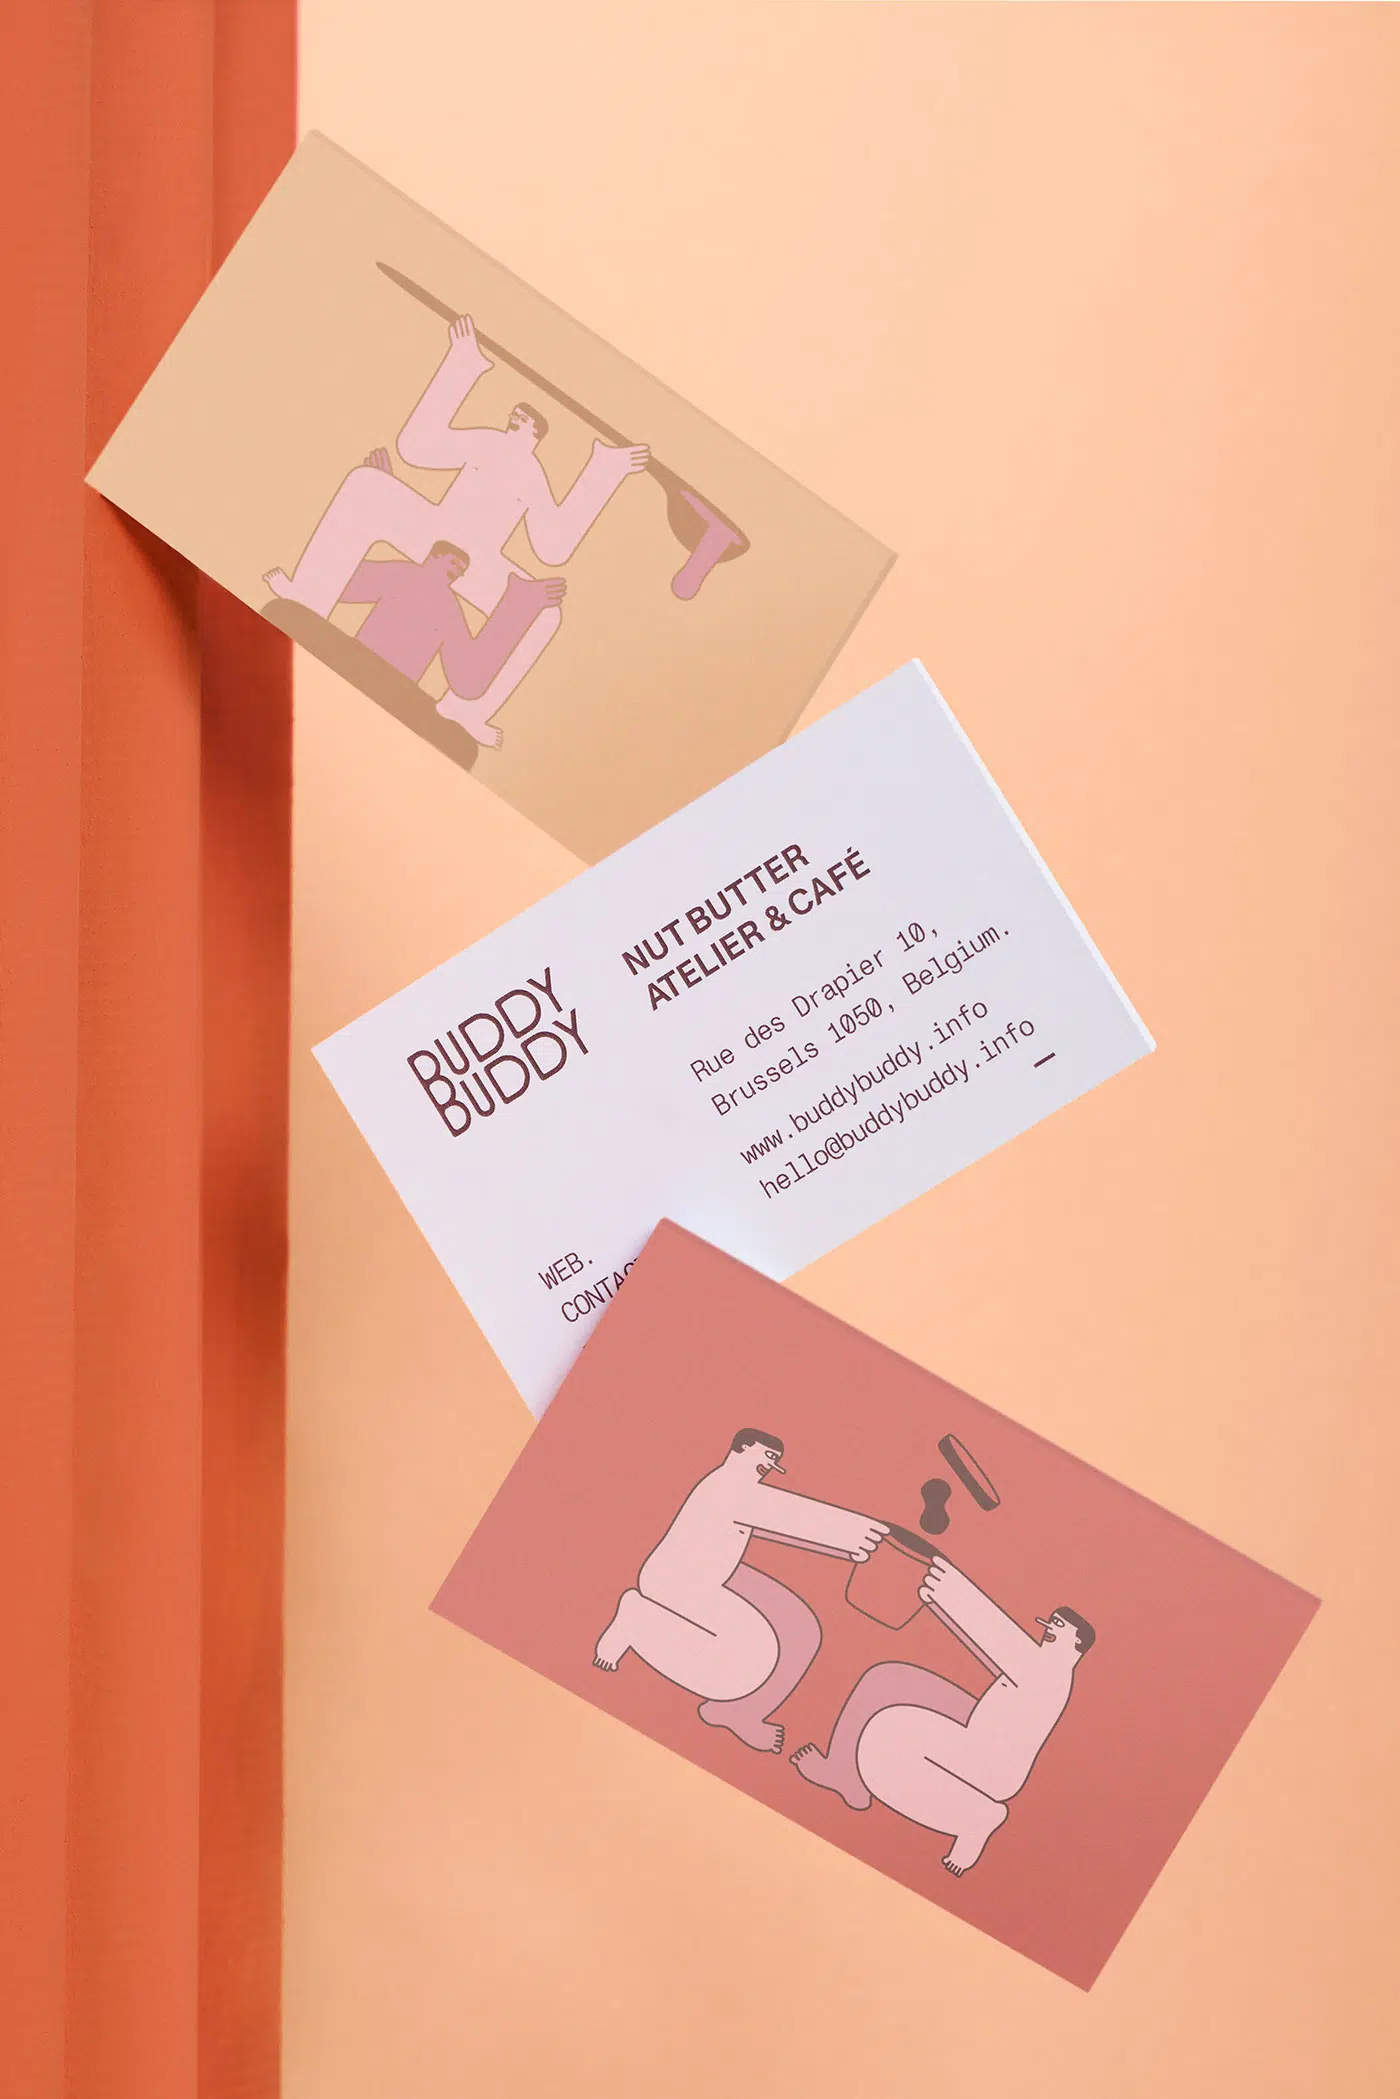 BUDDY
BUDDY
NUT BUTTER
ATELIER & CAFÉ
Rue des Drapier 10,
Brussels 1050, Belgium.
www.buddybuddy.info
hello@buddybuddy.info
—
WEB.